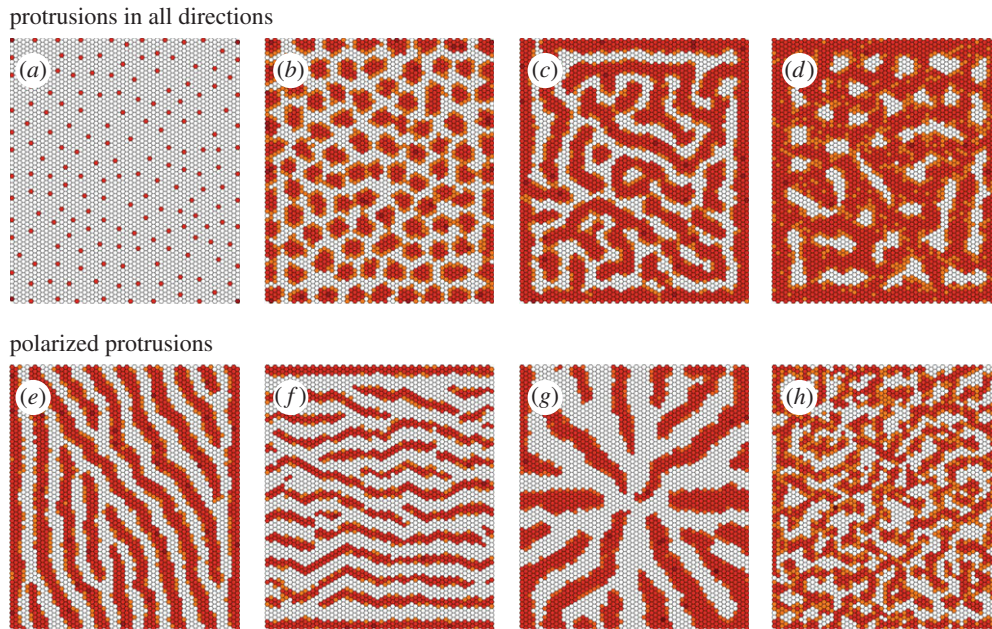 protrusions in all directions
(a) (b) (c) (d)
polarized protrusions
(e) (f) (g) (h)